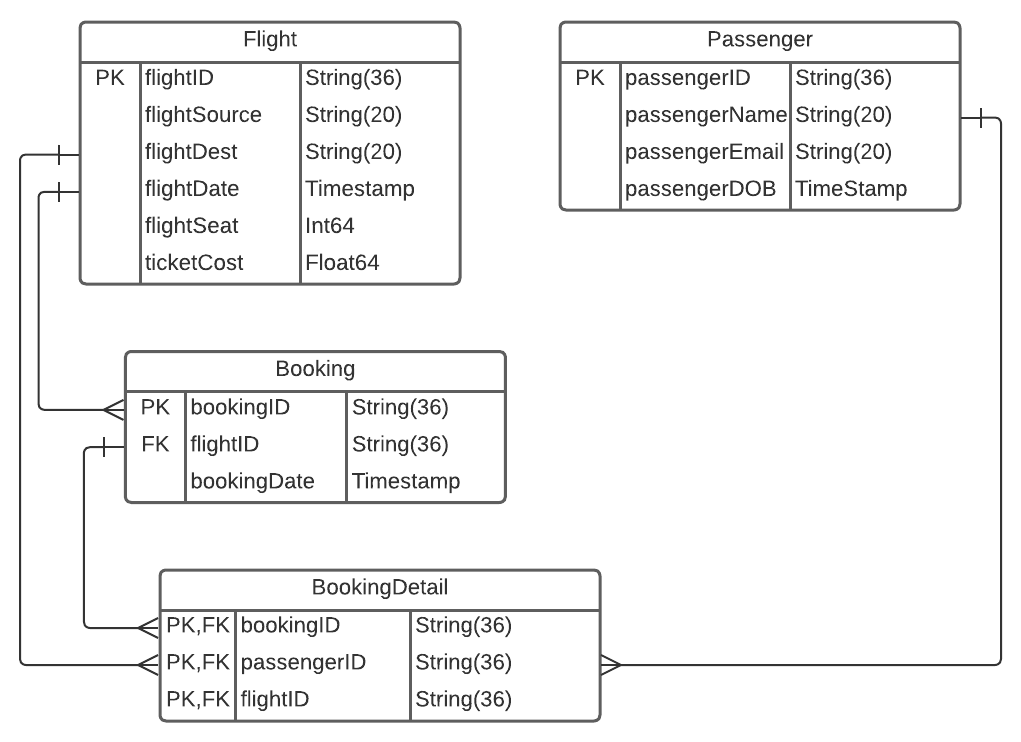 Flight
PK flightID String(36)
flightSource String(20)
flightDest String(20)
flightDate Timestamp
flightSeat Int64
ticketCost Float64
Passenger
PK passengerID String(36)
passengerName String(20)
passengerEmail String(20)
passengerDOB TimeStamp
Booking
PK bookingID String(36)
FK flightID String(36)
bookingDate Timestamp
BookingDetail
PK,FK bookingID String(36)
PK,FK passengerID String(36)
PK,FK flightID String(36)